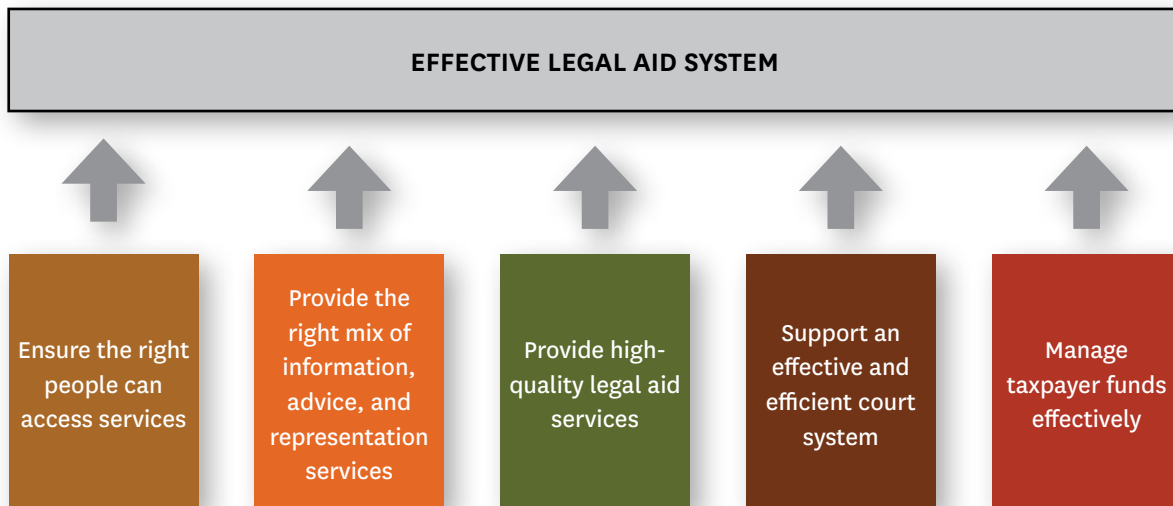 EFFECTIVE LEGAL AID SYSTEM
Ensure the right
people can
access services
Provide the
right mix of
information,
advice, and
representation
services
Provide high-
quality legal aid
services
Support an
effective and
efficient court
system
Manage
taxpayer funds
effectively